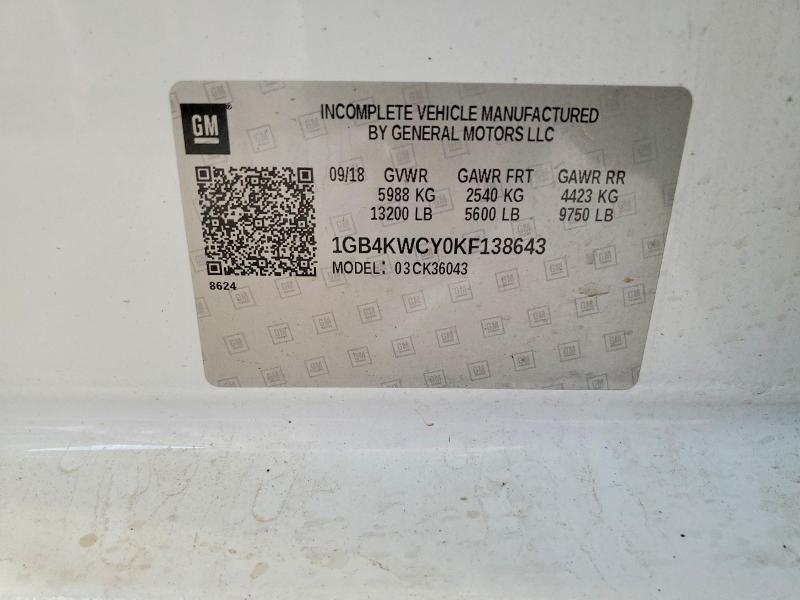 GM
INCOMPLETE VEHICLE MANUFACTURED
BY GENERAL MOTORS LLC
09/18 GVWR GAWR FRT GAWR RR
5988 KG 2540 KG 4423 KG
13200 LB 5600 LB 9750 LB
1GB4KWCY0KF138643
MODEL: 03CK36043
8624